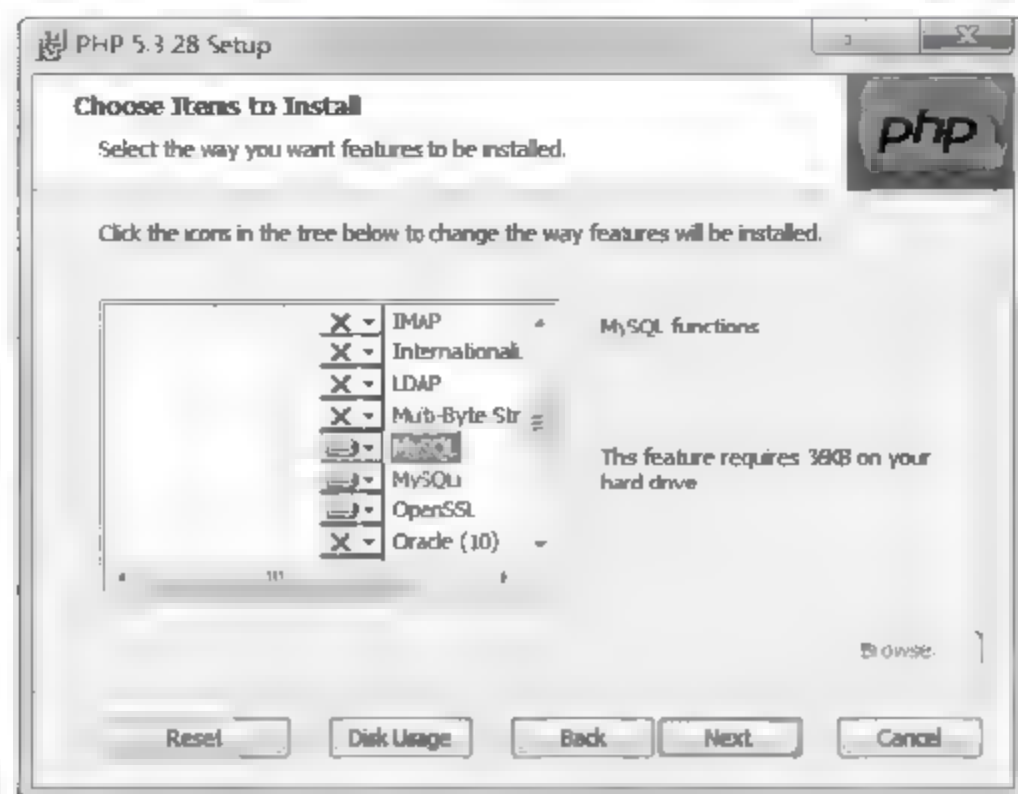 PHP 5.3.28 Setup
Choose Items to Install
Select the way you want features to be installed.
php
Click the icons in the tree below to change the way features will be installed.
IMAP
Internationali
LDAP
Multi-Byte Str
MySQL
MySQLi
OpenSSL
Oracle (10)
MySQL functions
This feature requires 36KB on your
hard drive
Browse
Reset
Disk Usage
Back
Next
Cancel